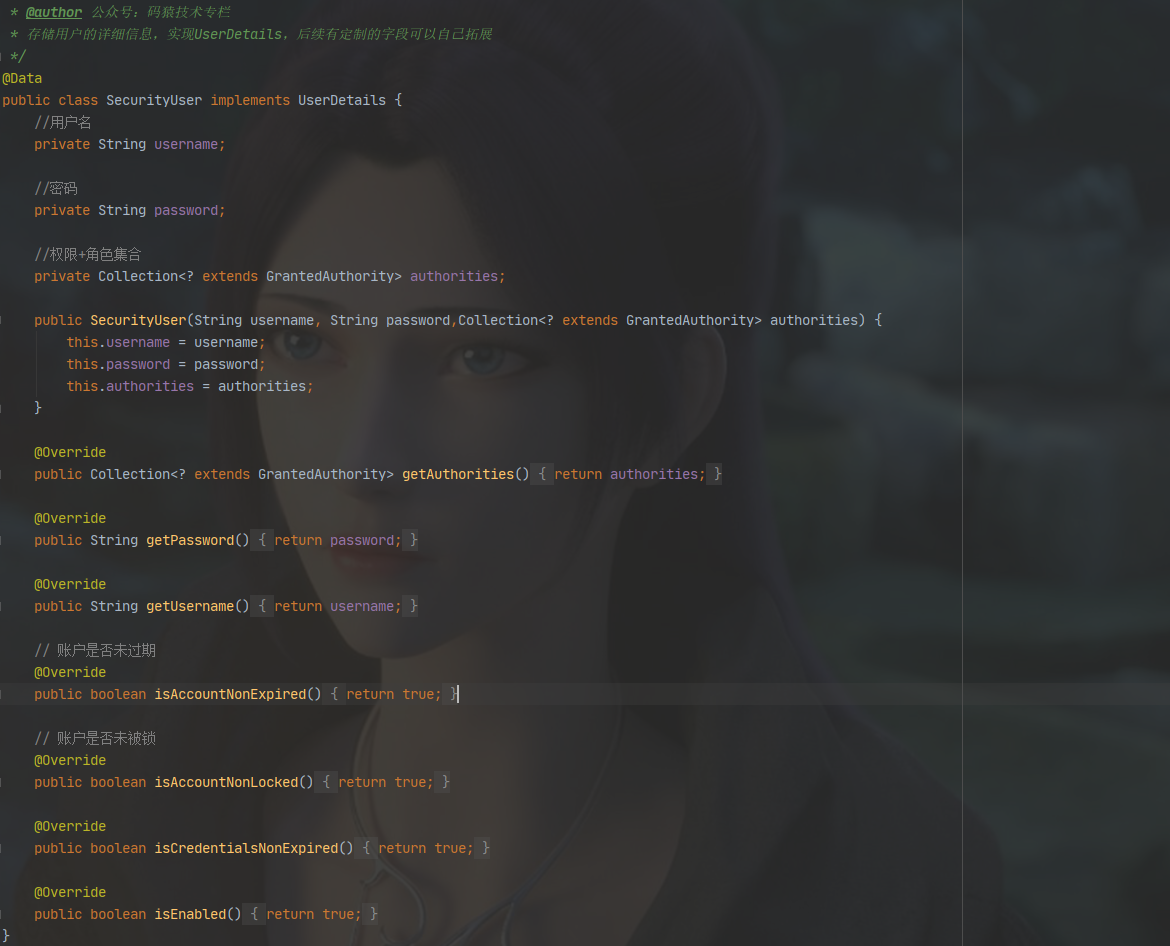 * @author 公众号：码猿技术专栏
* 存储用户的详细信息，实现UserDetails，后续有定制的字段可以自己拓展
*/
@Data
public class SecurityUser implements UserDetails {
//用户名
private String username;
//密码
private String password;
//权限+角色集合
private Collection<? extends GrantedAuthority> authorities;
public SecurityUser(String username, String password,Collection<? extends GrantedAuthority> authorities) {
this.username = username;
this.password = password;
this.authorities = authorities;
}
@Override
public Collection<? extends GrantedAuthority> getAuthorities() { return authorities; }
@Override
public String getPassword() { return password; }
@Override
public String getUsername() { return username; }
// 账户是否未过期
@Override
public boolean isAccountNonExpired() { return true; }
// 账户是否未被锁
@Override
public boolean isAccountNonLocked() { return true; }
@Override
public boolean isCredentialsNonExpired() { return true; }
@Override
public boolean isEnabled() { return true; }
}